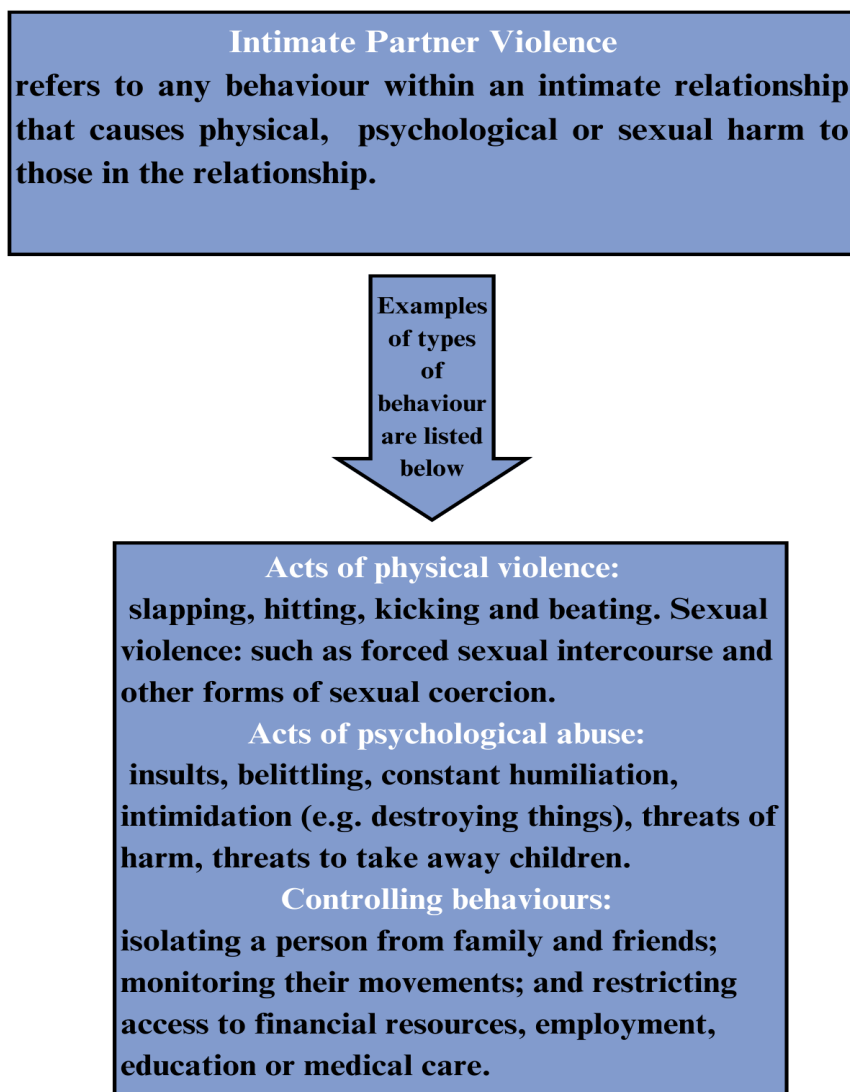 Intimate Partner Violence
refers to any behaviour within an intimate relationship
that causes physical, psychological or sexual harm to
those in the relationship.
Examples
of types
of
behaviour
are listed
below
Acts of physical violence:
slapping, hitting, kicking and beating. Sexual
violence: such as forced sexual intercourse and
other forms of sexual coercion.
Acts of psychological abuse:
insults, belittling, constant humiliation,
intimidation (e.g. destroying things), threats of
harm, threats to take away children.
Controlling behaviours:
isolating a person from family and friends;
monitoring their movements; and restricting
access to financial resources, employment,
education or medical care.